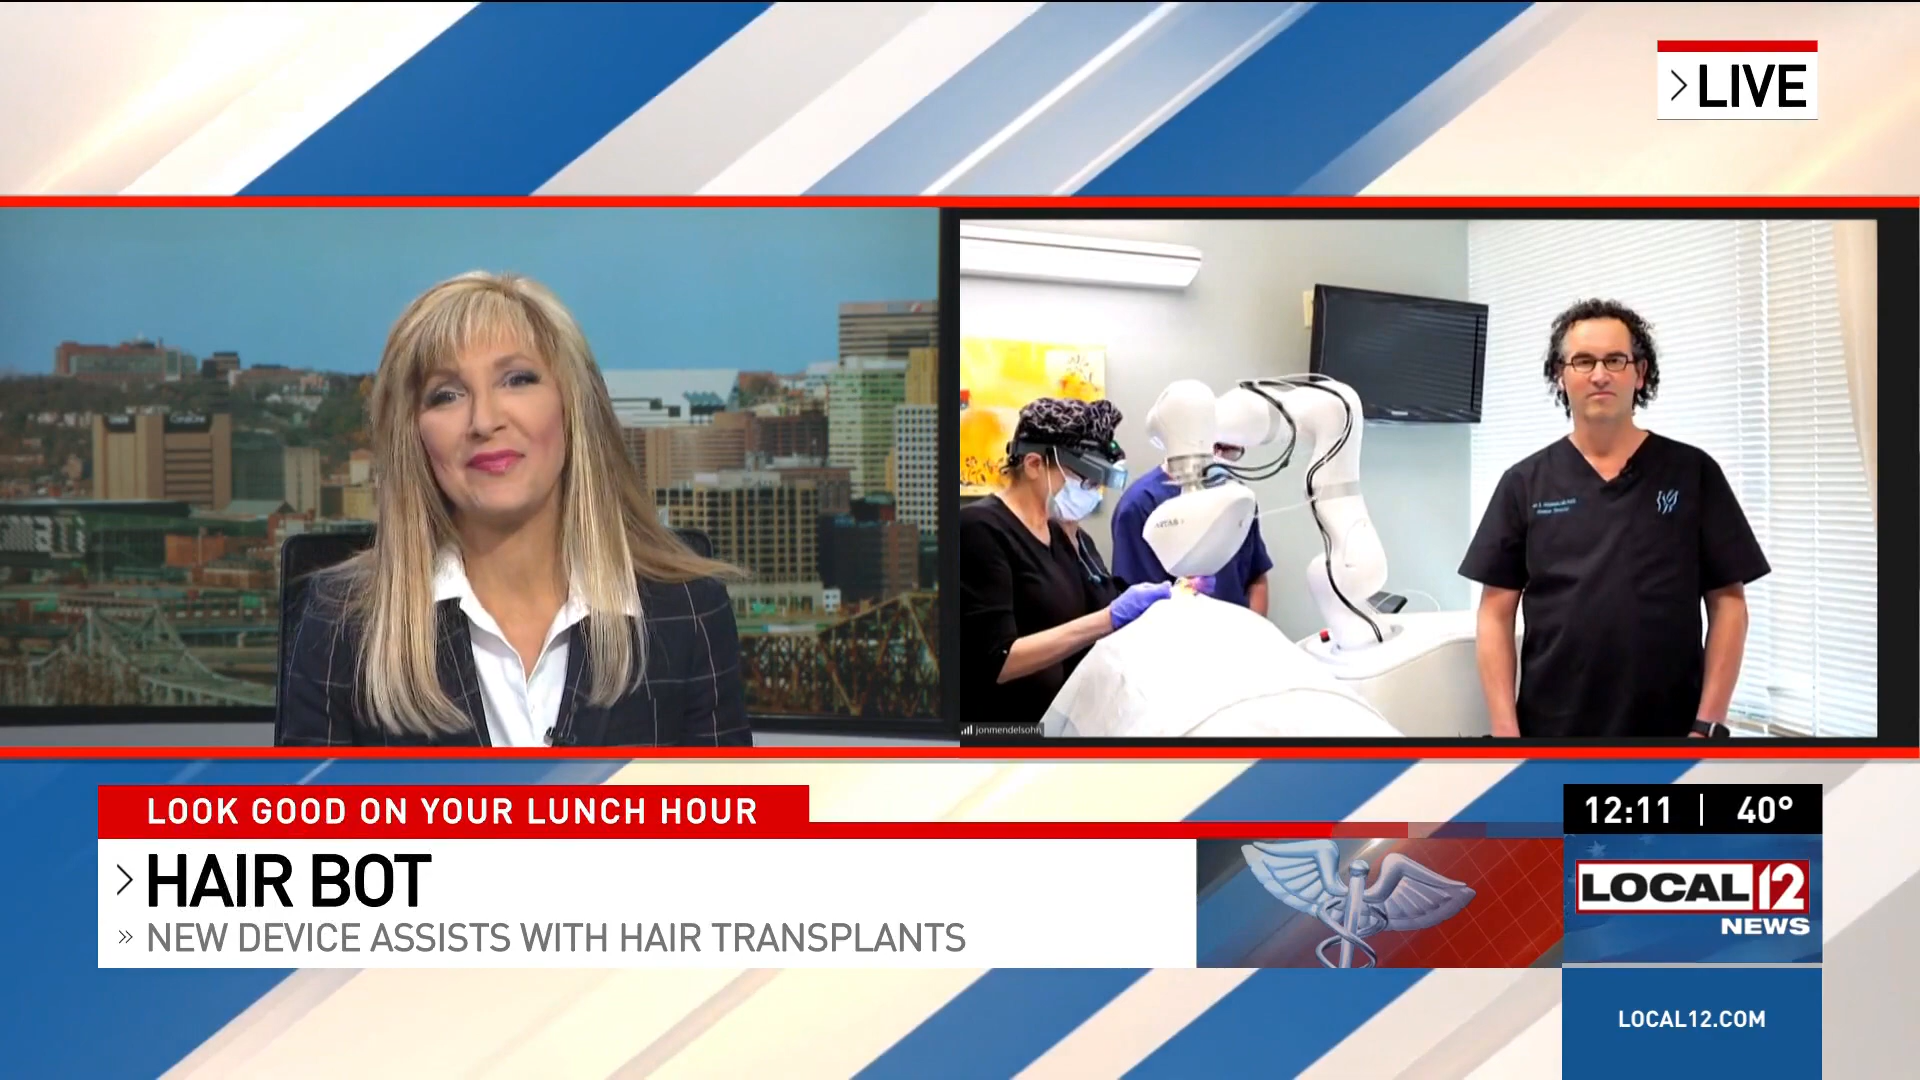 LIVE
jonmendelsohn
LOOK GOOD ON YOUR LUNCH HOUR
HAIR BOT
NEW DEVICE ASSISTS WITH HAIR TRANSPLANTS
12:11 | 40°
LOCAL 12
NEWS
LOCAL12.COM